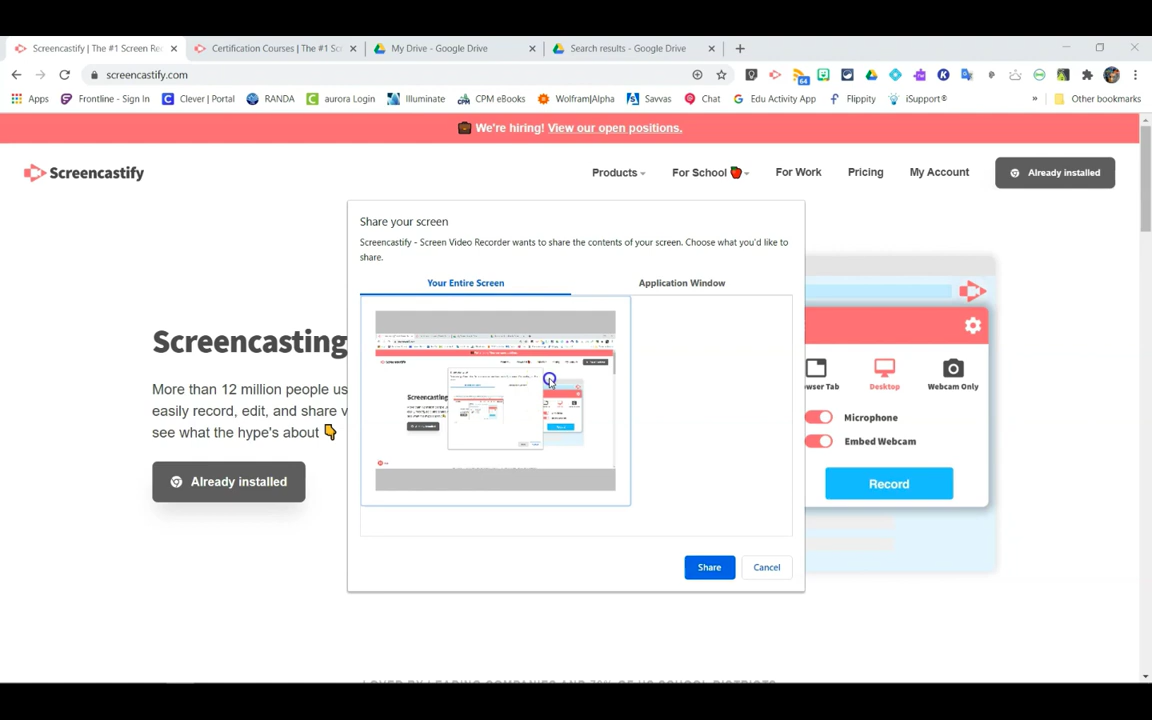 Screencastify | The #1 Screen Rec
Certification Courses | The #1 Sc
My Drive - Google Drive
Search results - Google Drive
screencastify.com
64
Apps
Frontline - Sign In
Clever | Portal
RANDA
aurora Login
Illuminate
CPM eBooks
Wolfram|Alpha
Savvas
Chat
Edu Activity App
Flippity
iSupport®
»
Other bookmarks
We're hiring! View our open positions.
Screencastify
Products
For School
For Work
Pricing
My Account
Already installed
Share your screen
Screencastify - Screen Video Recorder wants to share the contents of your screen. Choose what you'd like to
share.
Your Entire Screen
Application Window
Screencasting
More than 12 million people us
easily record, edit, and share v
see what the hype's about
Already installed
wser Tab
Desktop
Webcam Only
Microphone
Embed Webcam
Record
Share
Cancel